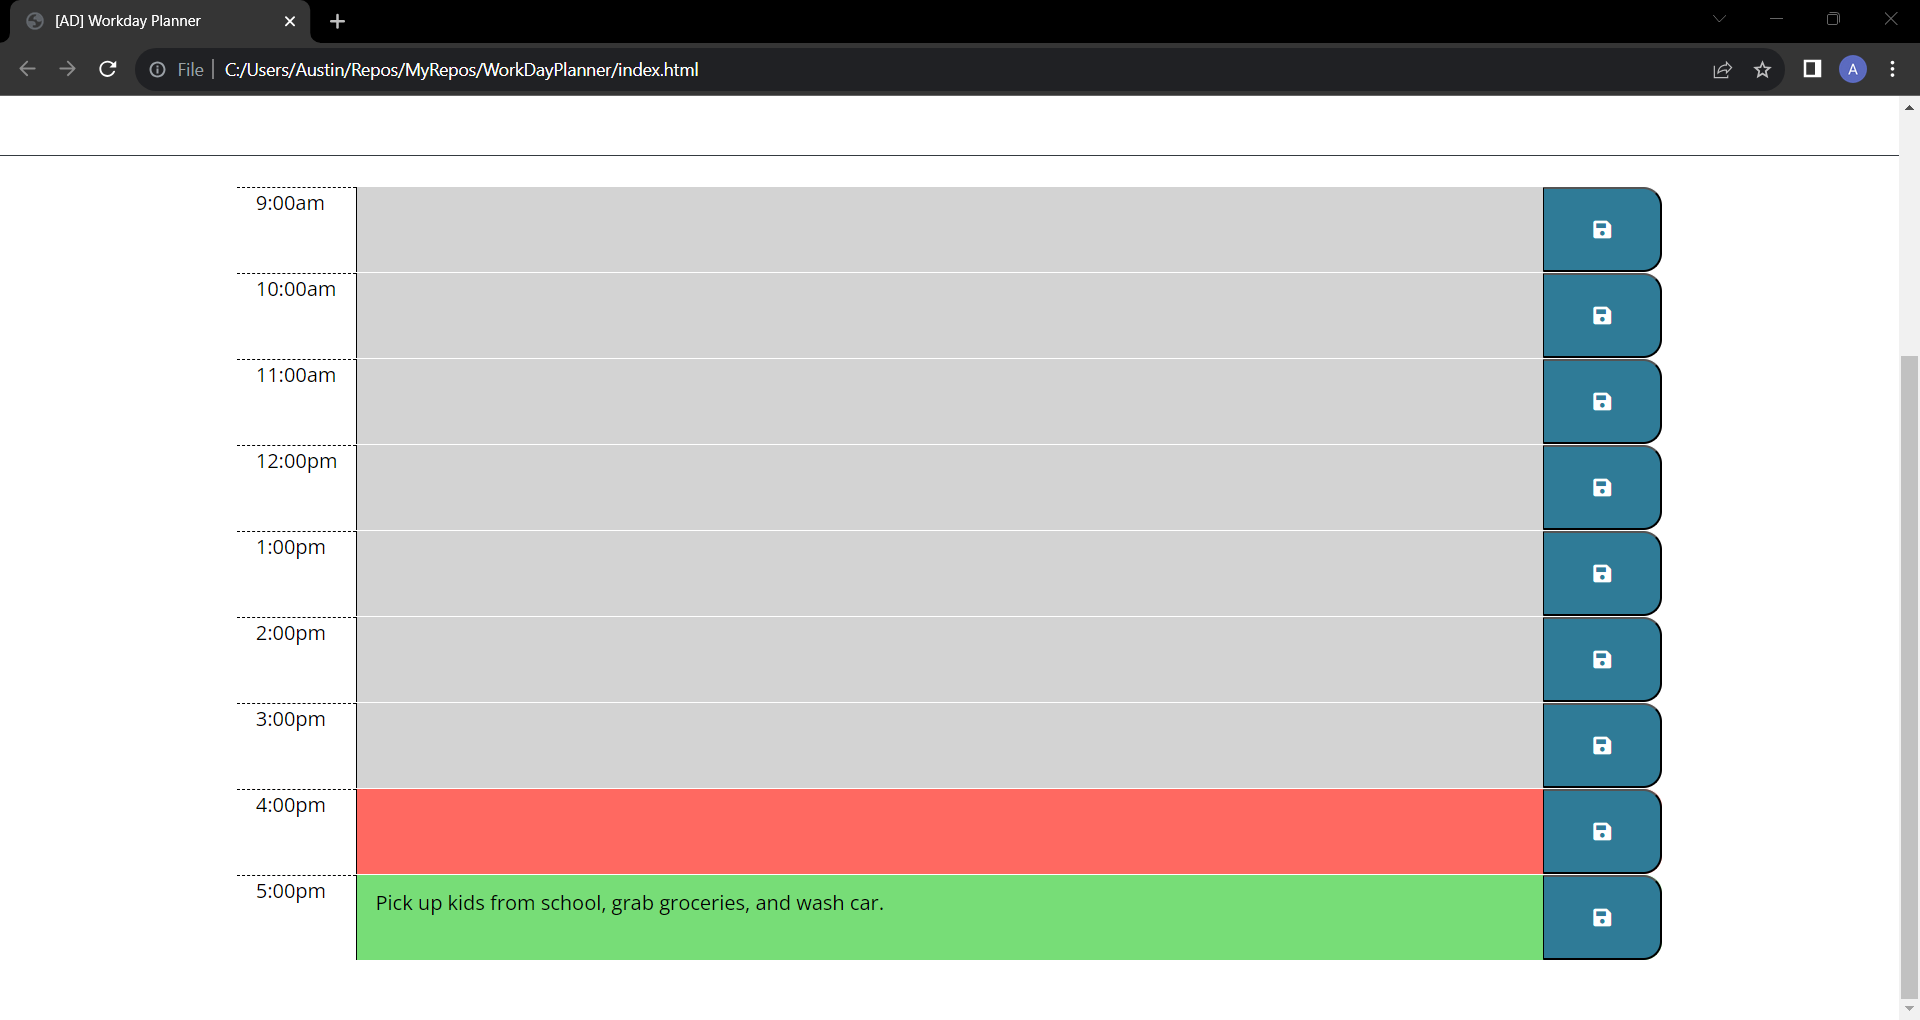 [AD] Workday Planner
File C:/Users/Austin/Repos/MyRepos/WorkDayPlanner/index.html
A
9:00am
10:00am
11:00am
12:00pm
1:00pm
2:00pm
3:00pm
4:00pm
5:00pm Pick up kids from school, grab groceries, and wash car.